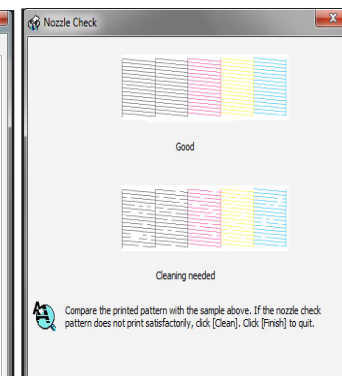 Nozzle Check
Good
Cleaning needed
Compare the printed pattern with the sample above. If the nozzle check
pattern does not print satisfactorily, click [Clean]. Click [Finish] to quit.